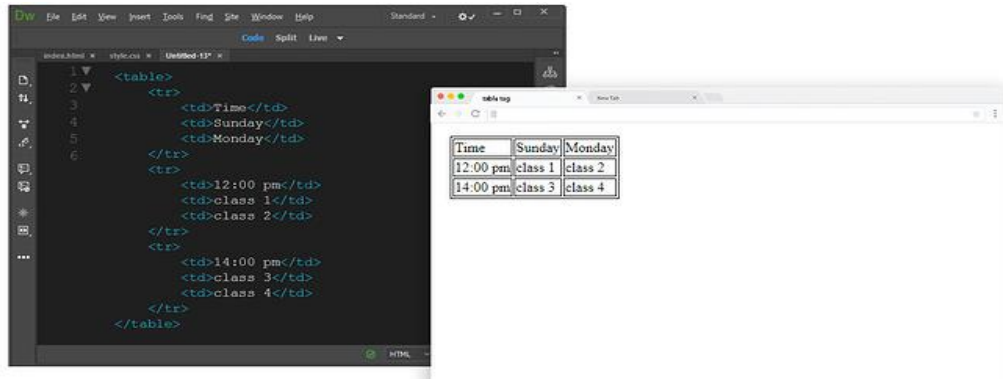 Dw File Edit View Insert Tools Find Site Window Help Standard
Code Split Live
index.html × style.css × Untitled-13* ×
1 <table>
2 <tr>
3 <td>Time</td>
4 <td>Sunday</td>
5 <td>Monday</td>
6 </tr>
<tr>
<td>12:00 pm</td>
<td>class 1</td>
<td>class 2</td>
</tr>
<tr>
<td>14:00 pm</td>
<td>class 3</td>
<td>class 4</td>
</tr>
</table>
HTML
table tag × New Tab ×
Time Sunday Monday
12:00 pm class 1 class 2
14:00 pm class 3 class 4